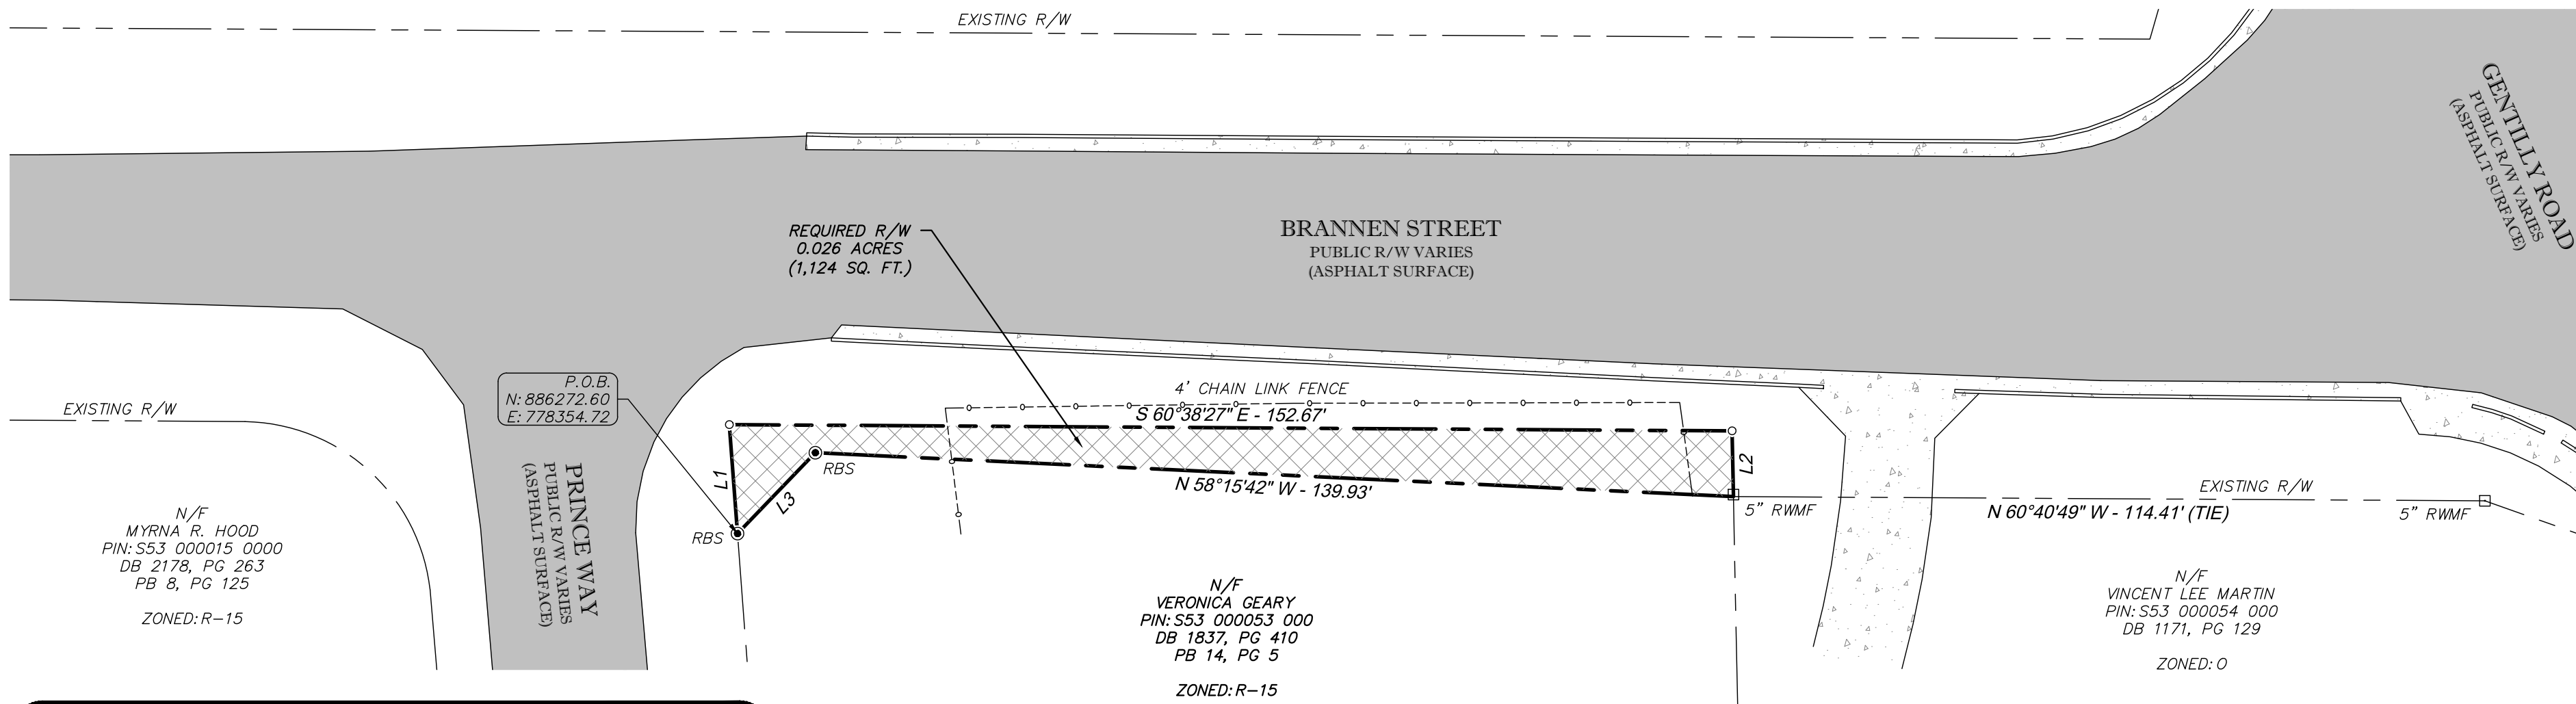 EXISTING R/W
GENTILLY ROAD
PUBLIC R/W VARIES
(ASPHALT SURFACE)
REQUIRED R/W
0.026 ACRES
(1,124 SQ. FT.)
BRANNEN STREET
PUBLIC R/W VARIES
(ASPHALT SURFACE)
P.O.B.
N: 886272.60
E: 778354.72
4' CHAIN LINK FENCE
S 60°38'27" E - 152.67'
EXISTING R/W
L1
L2
L3
RBS
RBS
N 58°15'42" W - 139.93'
5" RWMF
EXISTING R/W
N 60°40'49" W - 114.41' (TIE)
5" RWMF
PRINCE WAY
PUBLIC R/W VARIES
(ASPHALT SURFACE)
N/F
MYRNA R. HOOD
PIN: S53 000015 0000
DB 2178, PG 263
PB 8, PG 125
ZONED: R-15
N/F
VERONICA GEARY
PIN: S53 000053 000
DB 1837, PG 410
PB 14, PG 5
ZONED: R-15
N/F
VINCENT LEE MARTIN
PIN: S53 000054 000
DB 1171, PG 129
ZONED: O